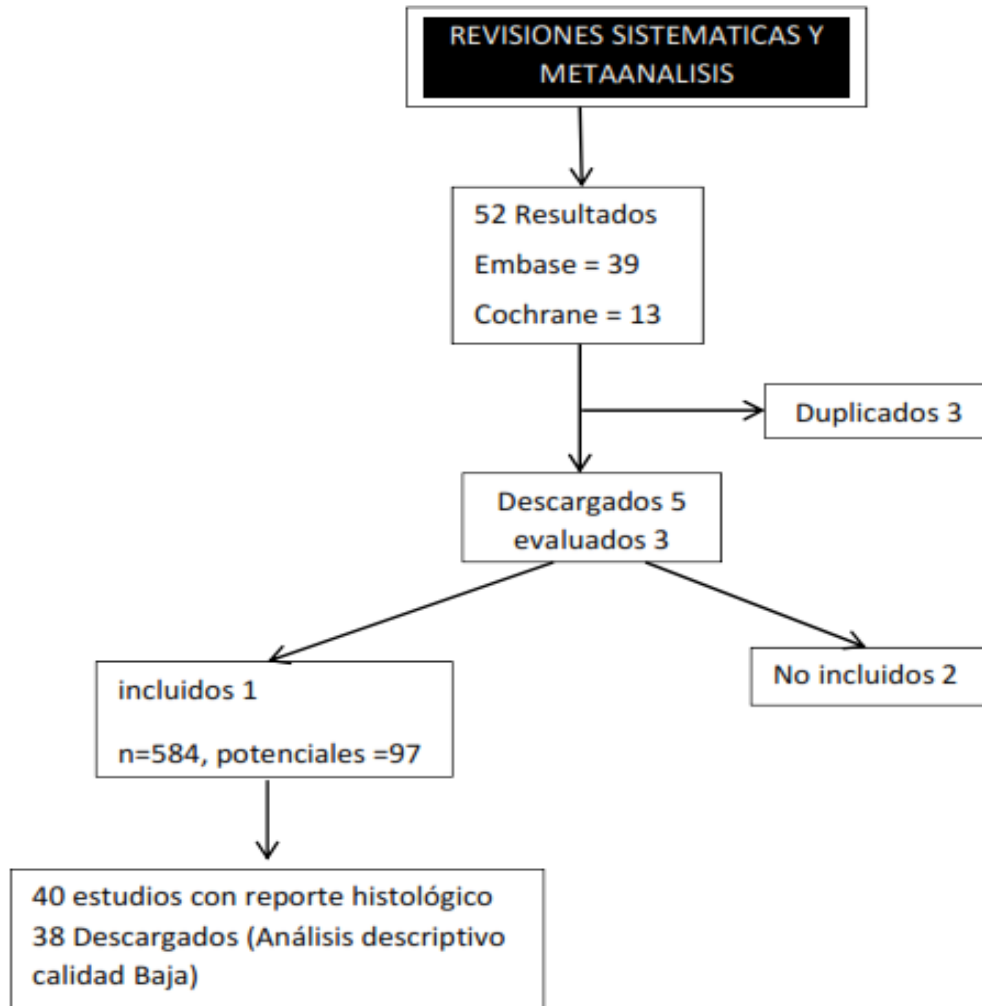 REVISIONES SISTEMATICAS Y
METAANALISIS
52 Resultados
Embase = 39
Cochrane = 13
Duplicados 3
Descargados 5
evaluados 3
incluidos 1
n=584, potenciales =97
No incluidos 2
40 estudios con reporte histológico
38 Descargados (Análisis descriptivo
calidad Baja)